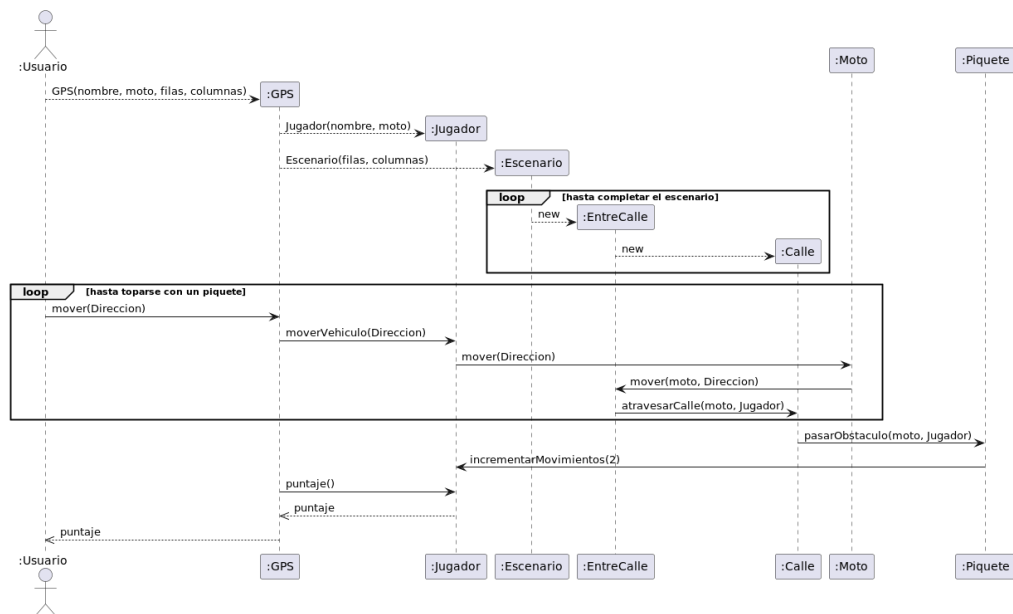 :Usuario
:Moto
:Piquete
GPS(nombre, moto, filas, columnas)
:GPS
Jugador(nombre, moto)
:Jugador
Escenario(filas, columnas)
:Escenario
loop
[hasta completar el escenario]
new
:EntreCalle
new
:Calle
loop
[hasta toparse con un piquete]
mover(Direccion)
moverVehiculo(Direccion)
mover(Direccion)
mover(moto, Direccion)
atravesarCalle(moto, Jugador)
pasarObstaculo(moto, Jugador)
incrementarMovimientos(2)
puntaje()
puntaje
puntaje
:Usuario
:GPS
:Jugador
:Escenario
:EntreCalle
:Calle
:Moto
:Piquete